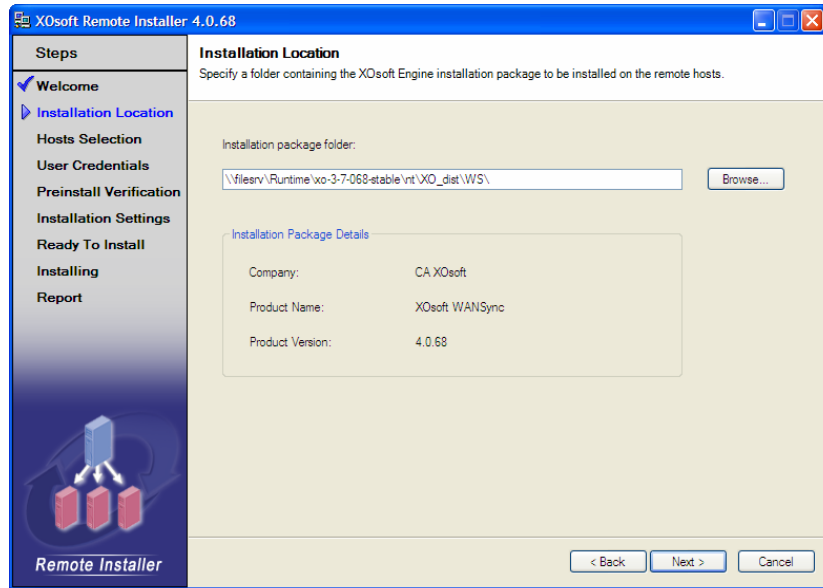 XOsoft Remote Installer 4.0.68
Steps
Welcome
Installation Location
Hosts Selection
User Credentials
Preinstall Verification
Installation Settings
Ready To Install
Installing
Report
Remote Installer
Installation Location
Specify a folder containing the XOsoft Engine installation package to be installed on the remote hosts.
Installation package folder:
\\filesrv\Runtime\xo-3-7-068-stable\nt\XO_dist\WS\
Browse...
Installation Package Details
Company: CA XOsoft
Product Name: XOsoft WANSync
Product Version: 4.0.68
< Back Next > Cancel